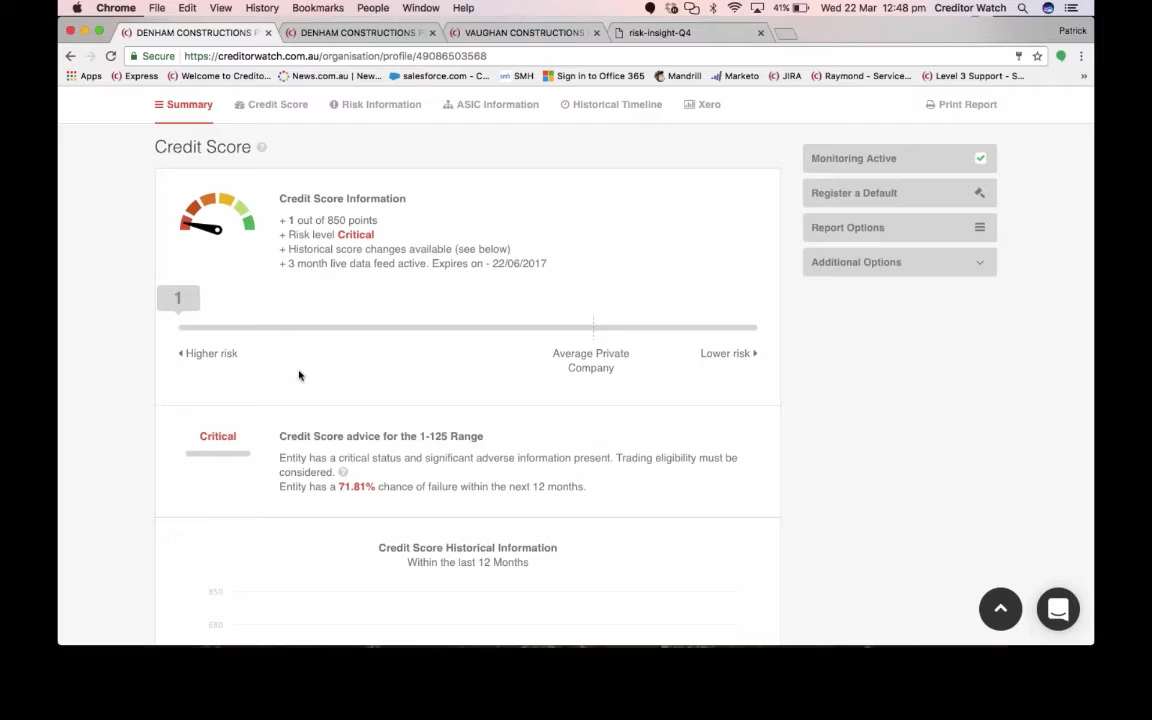 Chrome File Edit View History Bookmarks People Window Help 41% Wed 22 Mar 12:48 pm Creditor Watch
DENHAM CONSTRUCTIONS P DENHAM CONSTRUCTIONS P VAUGHAN CONSTRUCTIONS risk-insight-Q4 Patrick
Secure https://creditorwatch.com.au/organisation/profile/49086503568
Apps Express Welcome to Credito... News.com.au | New... salesforce.com - C... SMH Sign in to Office 365 Mandrill Marketo JIRA Raymond - Service... Level 3 Support - S... »
Summary Credit Score Risk Information ASIC Information Historical Timeline Xero Print Report
Credit Score
Monitoring Active
Register a Default
Report Options
Additional Options
Credit Score Information
+ 1 out of 850 points
+ Risk level Critical
+ Historical score changes available (see below)
+ 3 month live data feed active. Expires on - 22/06/2017
1
Higher risk
Average Private
Company
Lower risk
Critical
Credit Score advice for the 1-125 Range
Entity has a critical status and significant adverse information present. Trading eligibility must be
considered.
Entity has a 71.81% chance of failure within the next 12 months.
Credit Score Historical Information
Within the last 12 Months
850
680